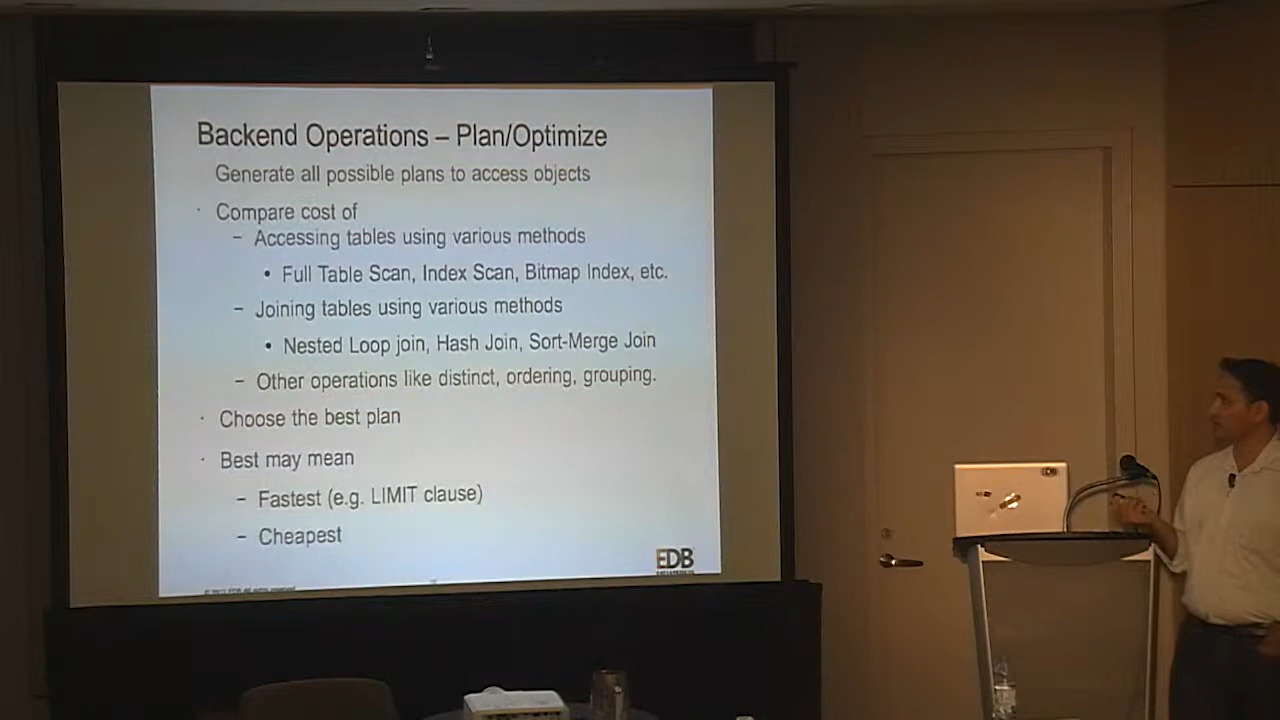 Backend Operations – Plan/Optimize
Generate all possible plans to access objects
· Compare cost of
– Accessing tables using various methods
• Full Table Scan, Index Scan, Bitmap Index, etc.
– Joining tables using various methods
• Nested Loop join, Hash Join, Sort-Merge Join
– Other operations like distinct, ordering, grouping.
· Choose the best plan
· Best may mean
– Fastest (e.g. LIMIT clause)
– Cheapest
EDB